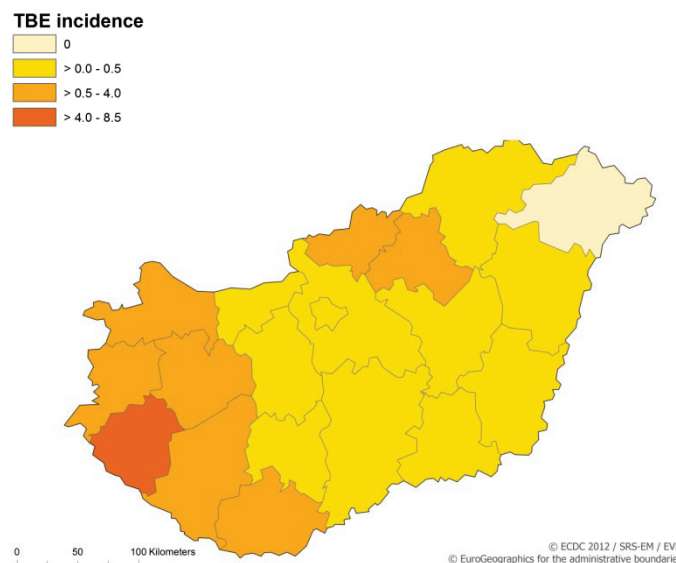 TBE incidence
0
> 0.0 - 0.5
> 0.5 - 4.0
> 4.0 - 8.5
0 50 100 Kilometers
© ECDC 2012 / SRS-EM /
© EuroGeographics for the administrative boundarie